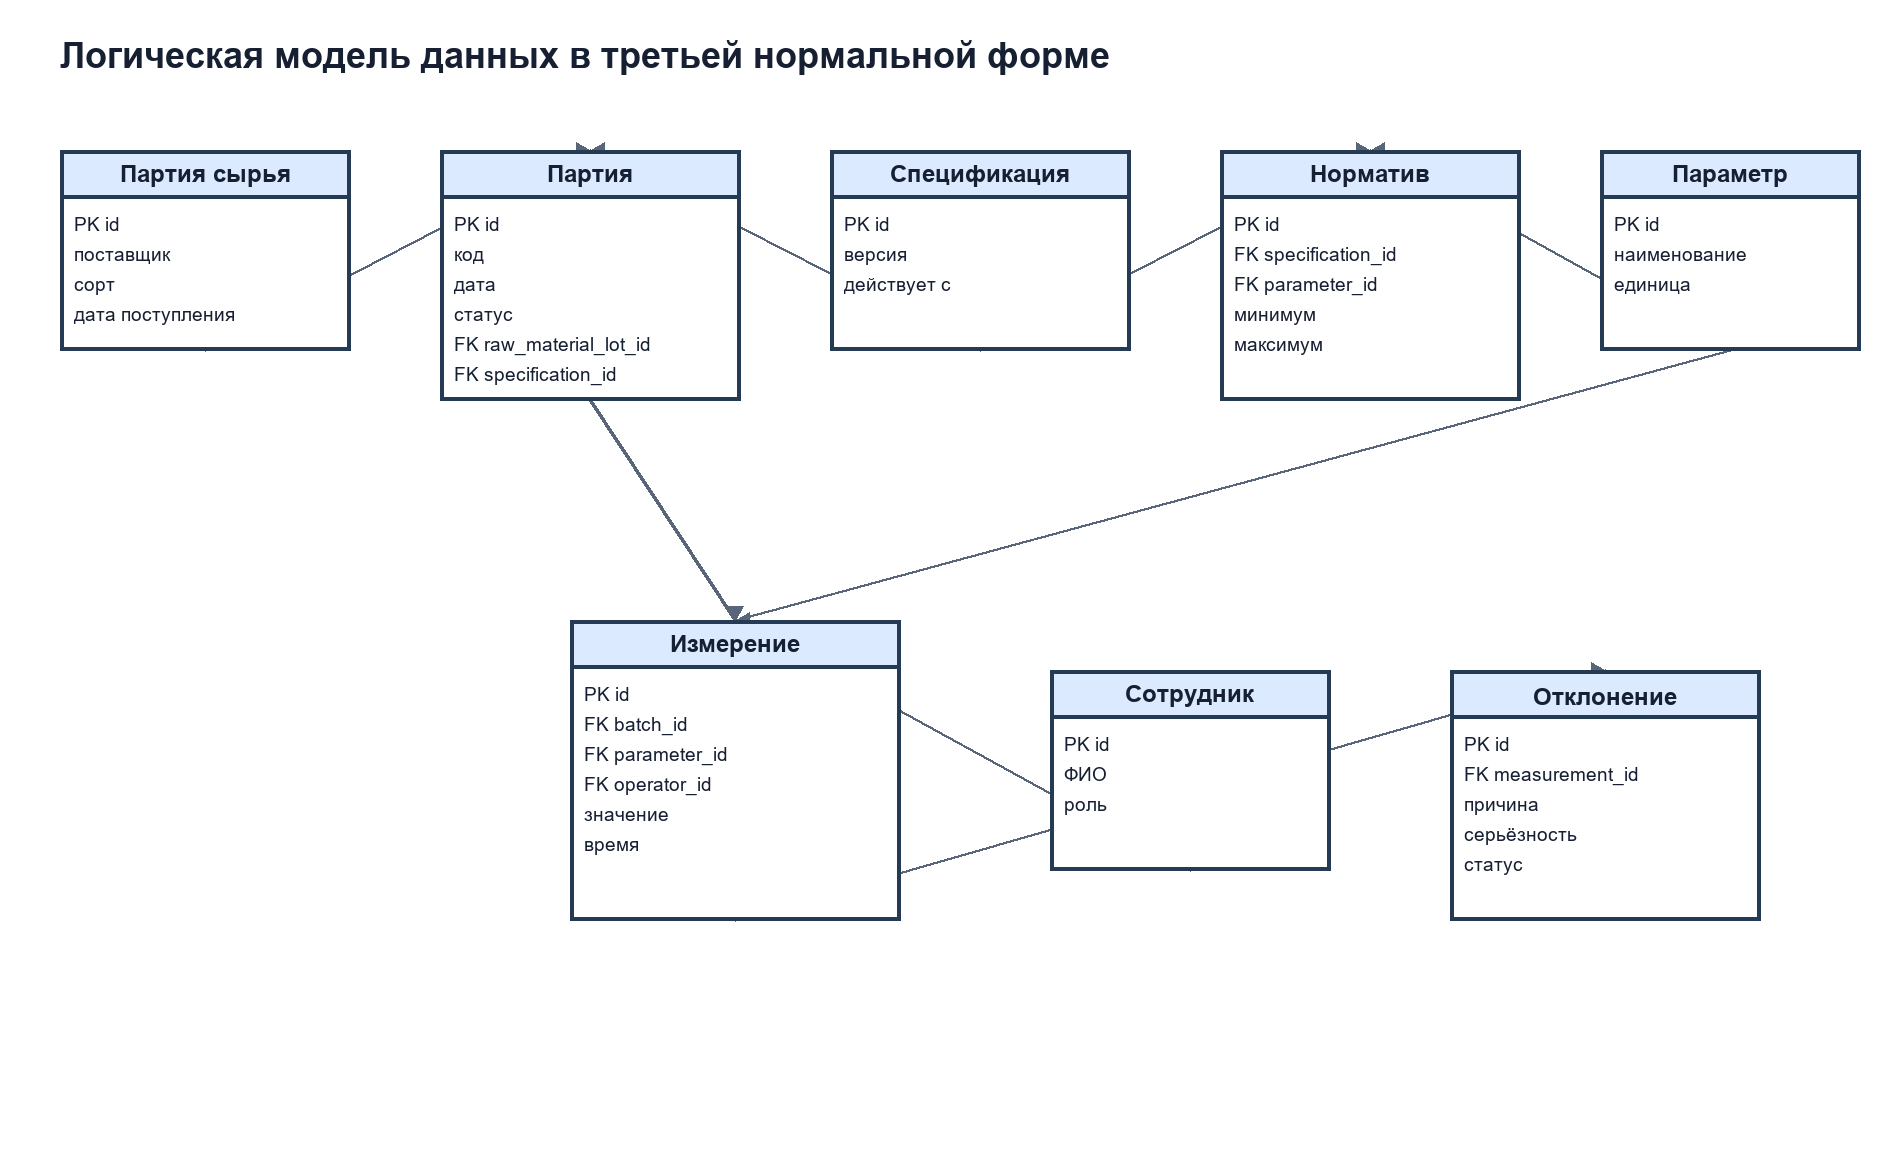 Логическая модель данных в третьей нормальной форме
Партия сырья
PK id
поставщик
сорт
дата поступления
Партия
PK id
код
дата
статус
FK raw_material_lot_id
FK specification_id
Спецификация
PK id
версия
действует с
Норматив
PK id
FK specification_id
FK parameter_id
минимум
максимум
Параметр
PK id
наименование
единица
Измерение
PK id
FK batch_id
FK parameter_id
FK operator_id
значение
время
Сотрудник
PK id
ФИО
роль
Отклонение
PK id
FK measurement_id
причина
серьёзность
статус